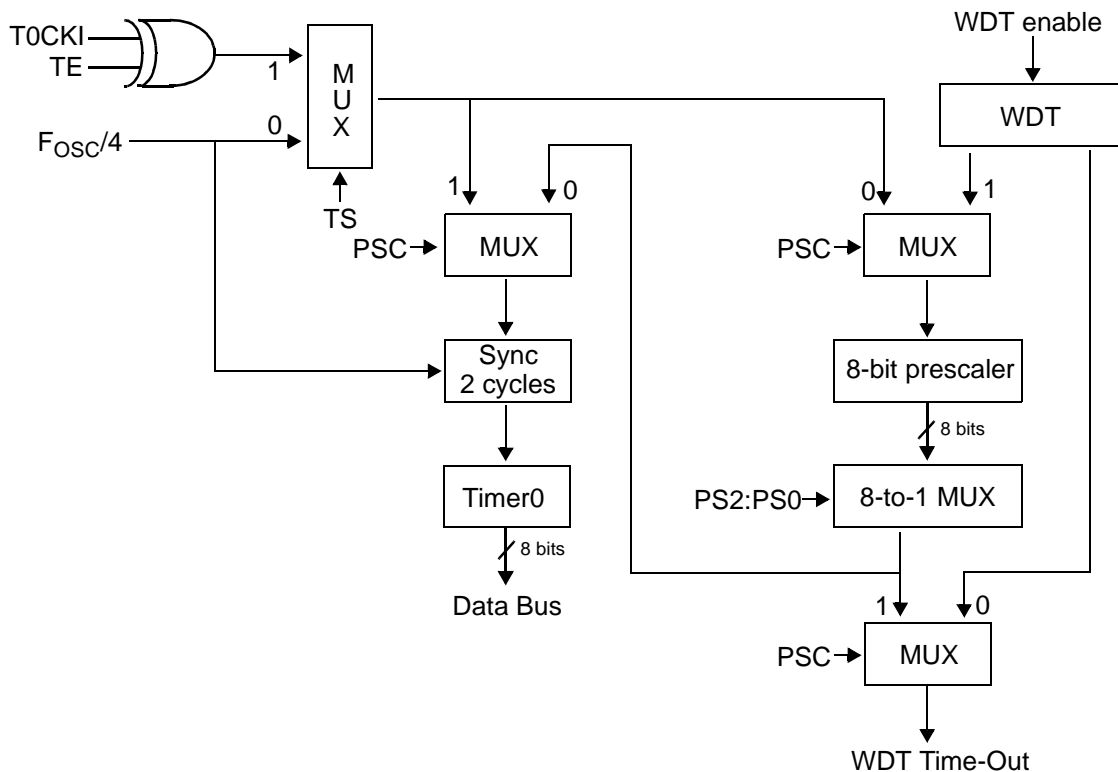 T0CKI
TE
1
M
U
X
WDT enable
WDT
0
FOSC/4
TS
1
0
0
1
PSC
MUX
PSC
MUX
Sync
2 cycles
8-bit prescaler
8 bits
Timer0
PS2:PS0
8-to-1 MUX
8 bits
Data Bus
1
0
PSC
MUX
WDT Time-Out